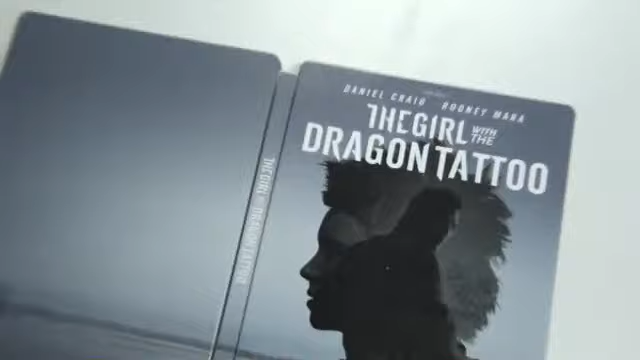 THE GIRL WITH THE DRAGON TATTOO
DANIEL CRAIG ROONEY MARA
THE GIRL WITH THE
DRAGON TATTOO